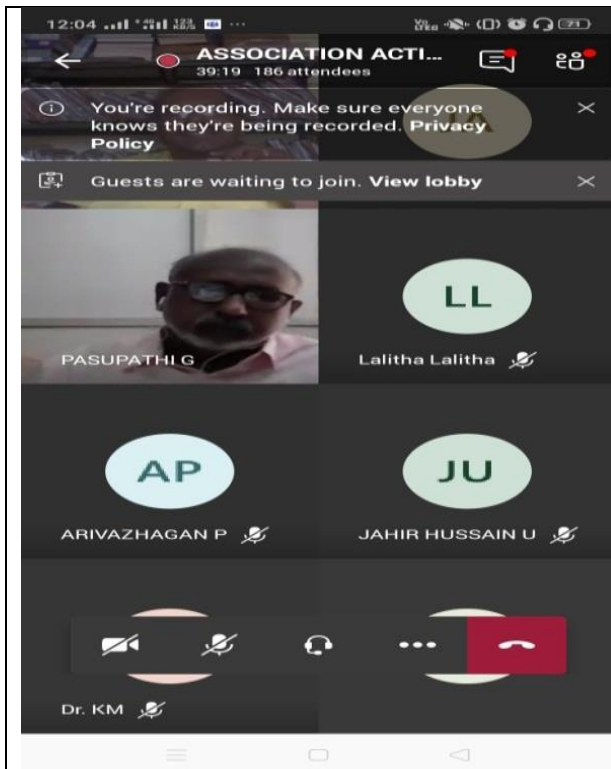 12:04
ASSOCIATION ACTI...
39:19 186 attendees
You're recording. Make sure everyone
knows they're being recorded. Privacy
Policy
Guests are waiting to join. View lobby
PASUPATHI G
LL
Lalitha Lalitha
AP
ARIVAZHAGAN P
JU
JAHIR HUSSAIN U
Dr. KM